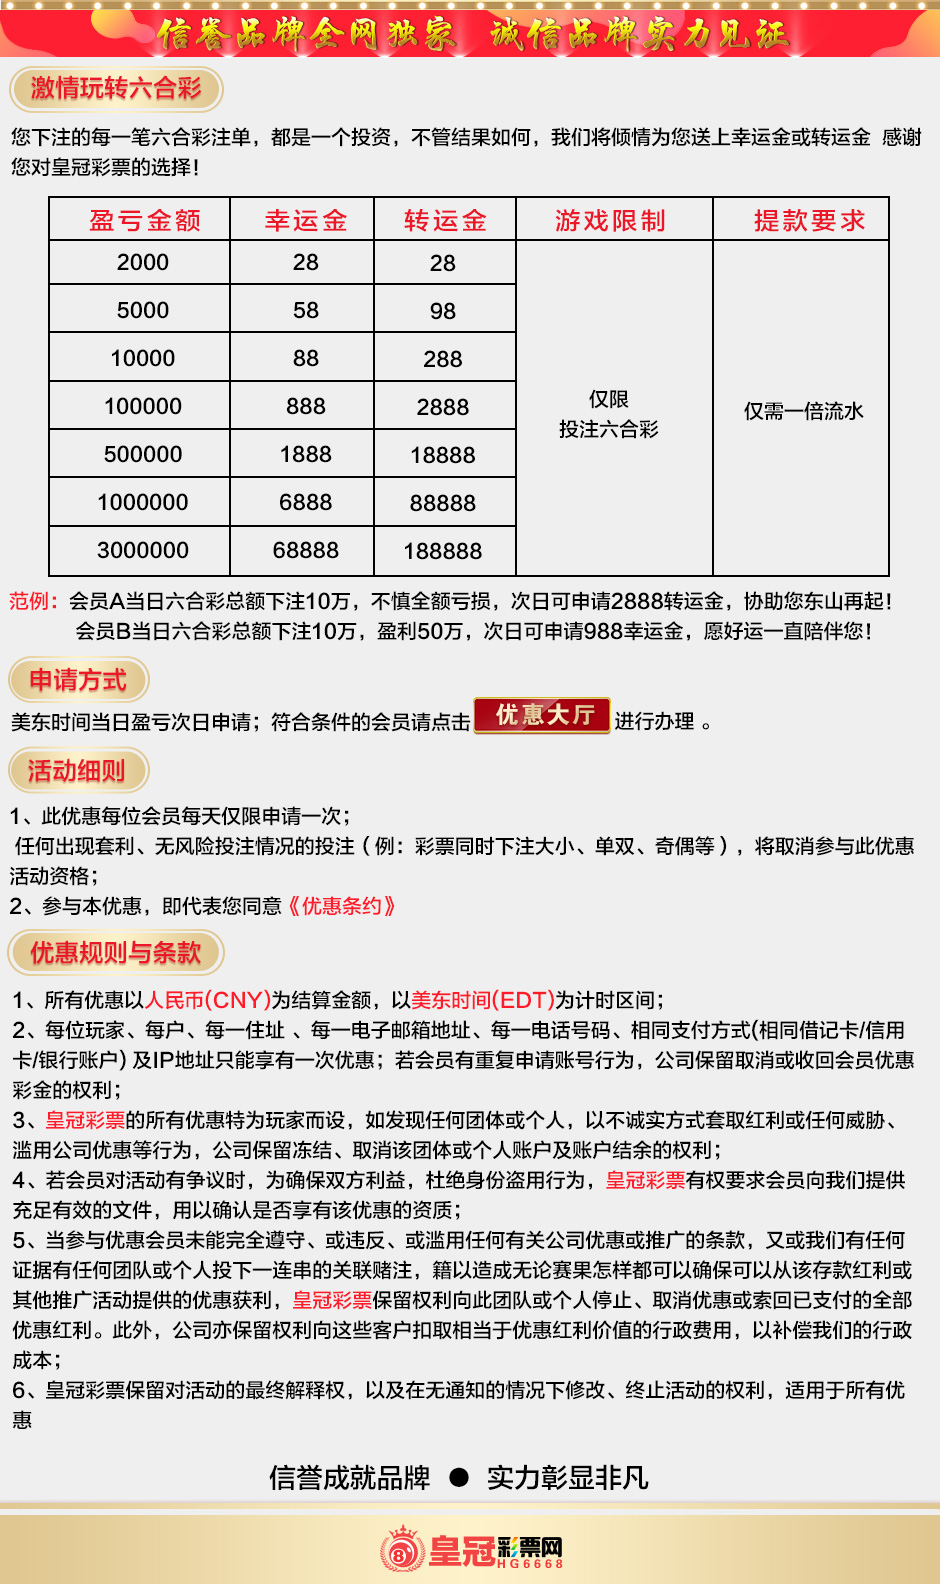 信誉品牌全网独家 诚信品牌实力见证
激情玩转六合彩
您下注的每一笔六合彩注单，都是一个投资，不管结果如何，我们将倾情为您送上幸运金或转运金 感谢
您对皇冠彩票的选择！
盈亏金额 幸运金 转运金 游戏限制 提款要求
2000 28 28
5000 58 98
10000 88 288
100000 888 2888
仅限
投注六合彩
仅需一倍流水
500000 1888 18888
1000000 6888 88888
3000000 68888 188888
范例：会员A当日六合彩总额下注10万，不慎全额亏损，次日可申请2888转运金，协助您东山再起！
会员B当日六合彩总额下注10万，盈利50万，次日可申请988幸运金，愿好运一直陪伴您！
申请方式
美东时间当日盈亏次日申请；符合条件的会员请点击 优惠大厅 进行办理 。
活动细则
1、此优惠每位会员每天仅限申请一次；
任何出现套利、无风险投注情况的投注（例：彩票同时下注大小、单双、奇偶等），将取消参与此优惠
活动资格；
2、参与本优惠，即代表您同意《优惠条约》
优惠规则与条款
1、所有优惠以人民币(CNY)为结算金额，以美东时间(EDT)为计时区间；
2、每位玩家、每户、每一住址 、每一电子邮箱地址、每一电话号码、相同支付方式(相同借记卡/信用
卡/银行账户) 及IP地址只能享有一次优惠；若会员有重复申请账号行为，公司保留取消或收回会员优惠
彩金的权利；
3、皇冠彩票的所有优惠特为玩家而设，如发现任何团体或个人，以不诚实方式套取红利或任何威胁、
滥用公司优惠等行为，公司保留冻结、取消该团体或个人账户及账户结余的权利；
4、若会员对活动有争议时，为确保双方利益，杜绝身份盗用行为，皇冠彩票有权要求会员向我们提供
充足有效的文件，用以确认是否享有该优惠的资质；
5、当参与优惠会员未能完全遵守、或违反、或滥用任何有关公司优惠或推广的条款，又或我们有任何
证据有任何团队或个人投下一连串的关联赌注，籍以造成无论赛果怎样都可以确保可以从该存款红利或
其他推广活动提供的优惠获利，皇冠彩票保留权利向此团队或个人停止、取消优惠或索回已支付的全部
优惠红利。此外，公司亦保留权利向这些客户扣取相当于优惠红利价值的行政费用，以补偿我们的行政
成本；
6、皇冠彩票保留对活动的最终解释权，以及在无通知的情况下修改、终止活动的权利，适用于所有优
惠
信誉成就品牌 ● 实力彰显非凡
8 皇冠彩票网
HG6668